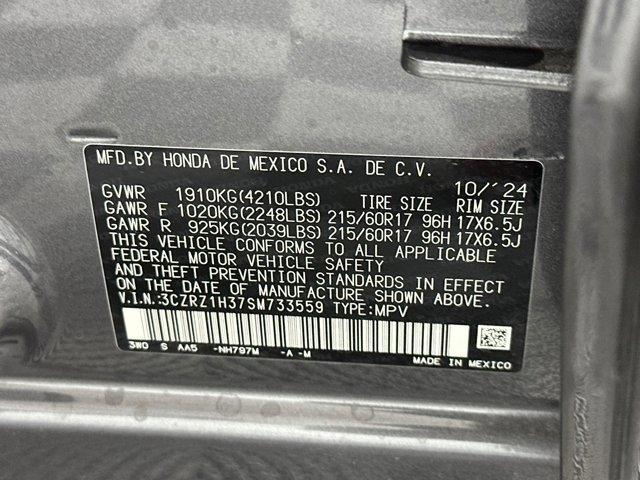 MFD.BY HONDA DE MEXICO S.A. DE C.V.
10/'24
GVWR 1910KG(4210LBS) TIRE SIZE RIM SIZE
GAWR F 1020KG(2248LBS) 215/60R17 96H 17X6.5J
GAWR R 925KG(2039LBS) 215/60R17 96H 17X6.5J
THIS VEHICLE CONFORMS TO ALL APPLICABLE
FEDERAL MOTOR VEHICLE SAFETY
AND THEFT PREVENTION STANDARDS IN EFFECT
ON THE DATE OF MANUFACTURE SHOWN ABOVE.
V.I.N.:3CZRZ1H37SM733559 TYPE:MPV
3W0 S AA5 -NH797M -A -M
MADE IN MEXICO